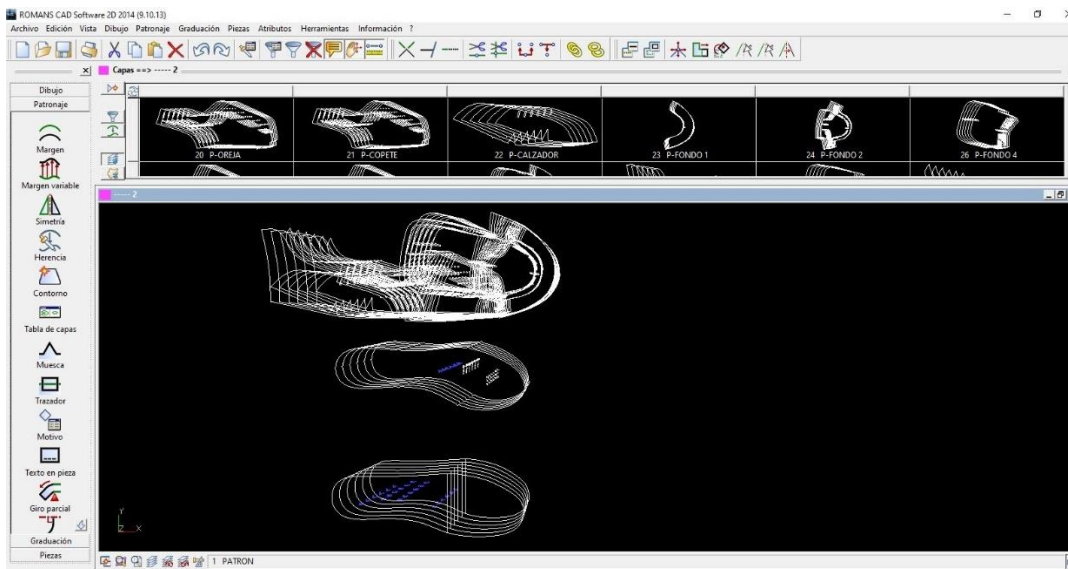 ROMANS CAD Software 2D 2014 (9.10.13)
Archivo Edición Vista Dibujo Patronaje Graduación Piezas Atributos Herramientas Información ?
Capas ==> ----- 2
Dibujo
Patronaje
20 P-OREJA
21 P-COPETE
22 P-CALZADOR
23 P-FONDO 1
24 P-FONDO 2
26 P-FONDO 4
----- 2
Margen
Margen variable
Simetría
Herencia
Contorno
Tabla de capas
Muesca
Trazador
Motivo
Texto en pieza
Giro parcial
Graduación
Piezas
Y
Z X
1 PATRON